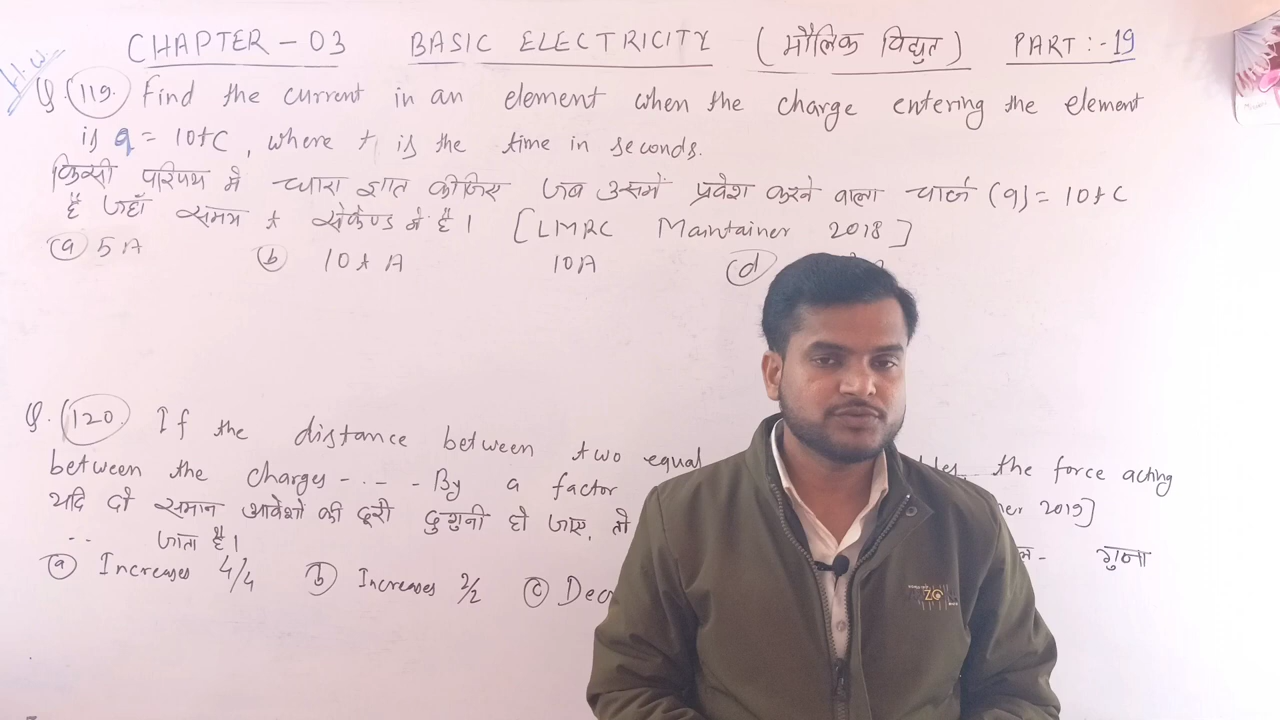 CHAPTER - 03 BASIC ELECTRICITY (मौलिक विद्युत) PART :- 19
H.W.
Q. 119. Find the current in an element when the charge entering the element
is q = 10tC, where t is the time in seconds.
किसी परिपथ में धारा ज्ञात कीजिए जब उसमें प्रवेश करने वाला चार्ज (q) = 10tC
है जहाँ समय t सेकेण्ड में है। [LMRC Maintainer 2018]
(a) 5A (b) 10tA 10A (d)
Q. 120. If the distance between two equal the force acting
between the charges - - - - By a factor 2019]
यदि दो समान आवेशों की दूरी दुगुनी हो जाए, तो
.. जाता है। गुना
(a) Increases 4/4 (b) Increases 2/2 (c)
ZO